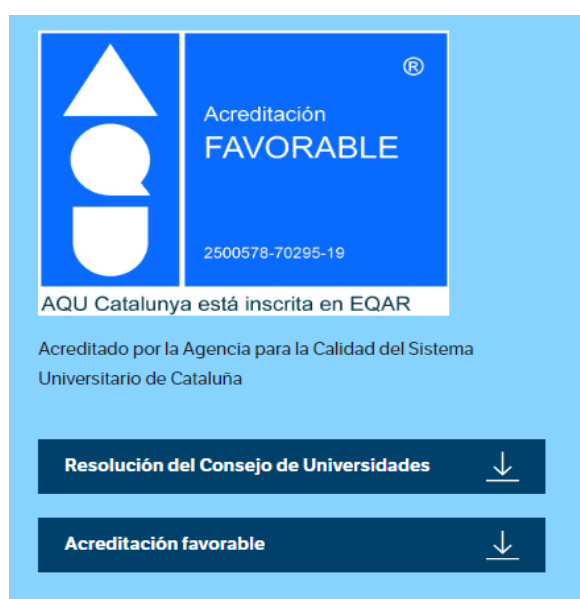 ®
Acreditación
FAVORABLE
2500578-70295-19
AQU Catalunya está inscrita en EQAR
Acreditado por la Agencia para la Calidad del Sistema
Universitario de Cataluña
Resolución del Consejo de Universidades
Acreditación favorable